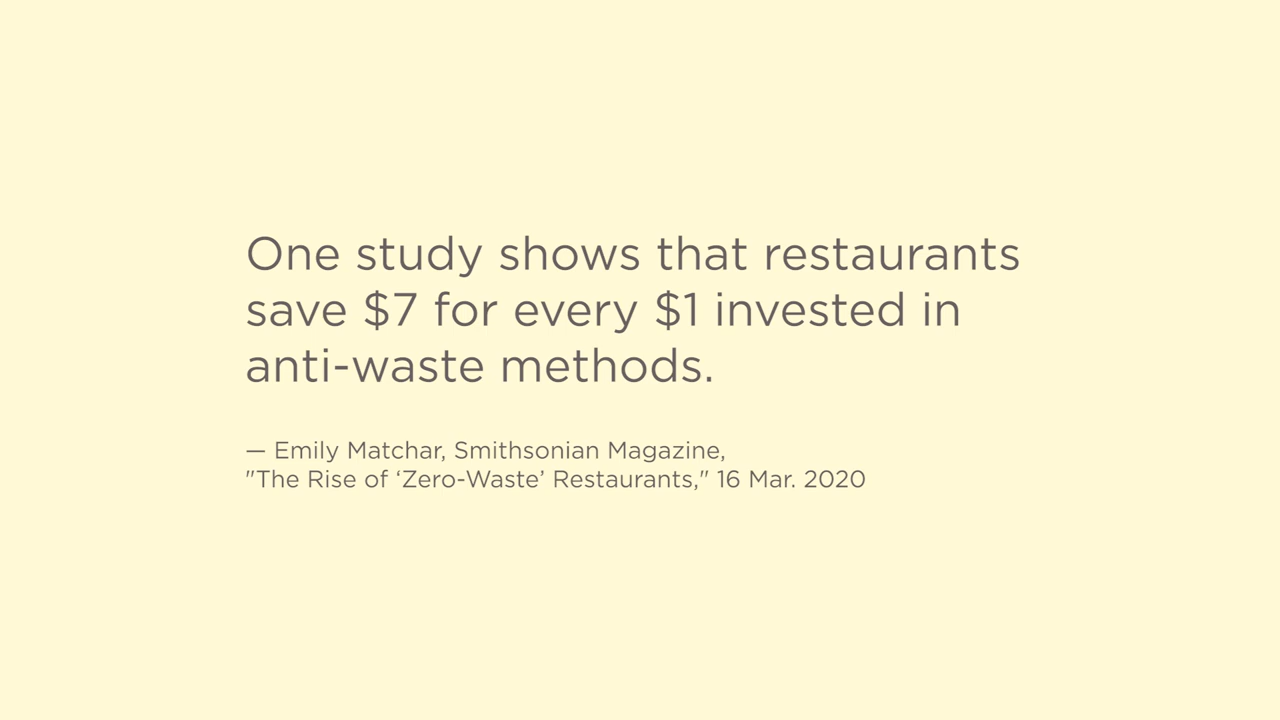 One study shows that restaurants
save $7 for every $1 invested in
anti-waste methods.
— Emily Matchar, Smithsonian Magazine,
"The Rise of ‘Zero-Waste’ Restaurants," 16 Mar. 2020